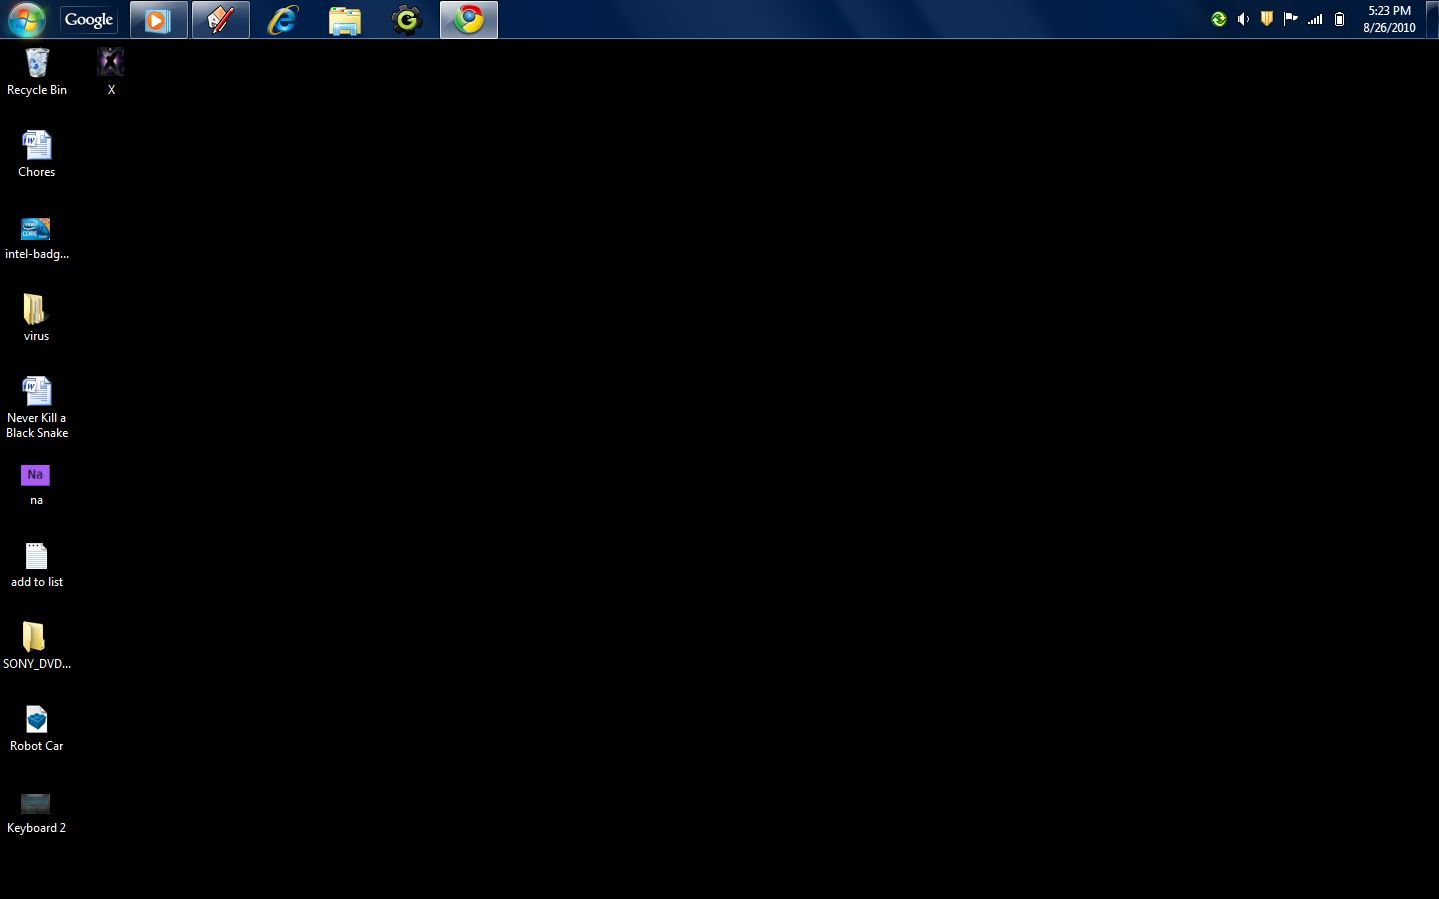 Google
5:23 PM
8/26/2010
Recycle Bin
X
Chores
intel-badg...
virus
Never Kill a
Black Snake
Na
na
add to list
SONY_DVD...
Robot Car
Keyboard 2